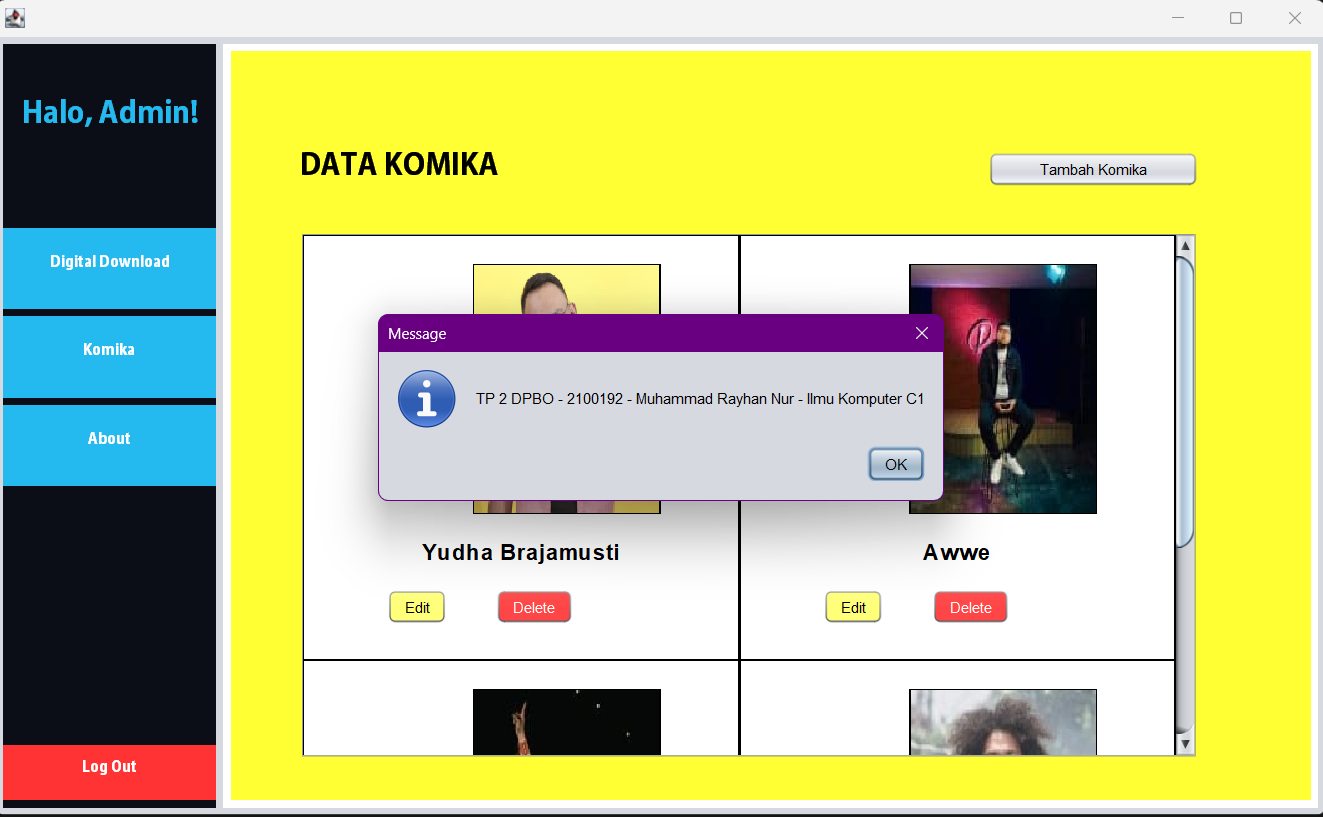 Halo, Admin!
Digital Download
Komika
About
Log Out
DATA KOMIKA
Tambah Komika
Message
TP 2 DPBO - 2100192 - Muhammad Rayhan Nur - Ilmu Komputer C1
OK
Yudha Brajamusti
Awwe
Edit
Delete
Edit
Delete